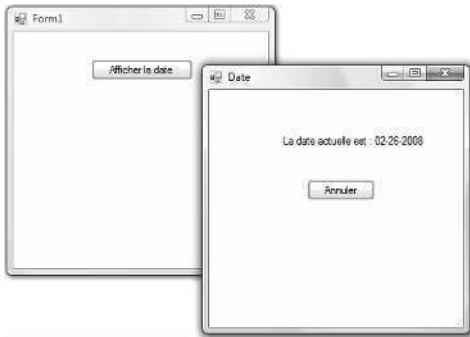 Form1
Afficher la date
Date
La date actuelle est : 02-26-2008
Annuler